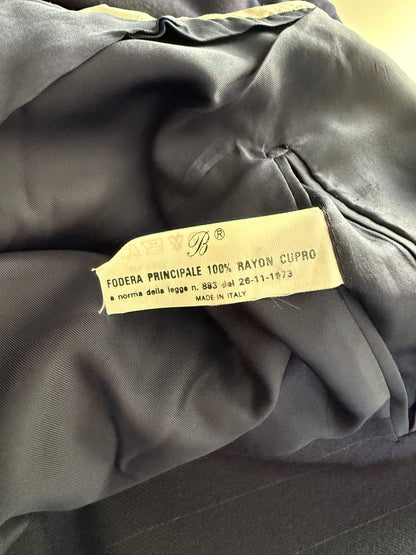 B®
FODERA PRINCIPALE 100% RAYON CUPRO
a norma della legge n. 883 del 26-11-1973
MADE IN ITALY